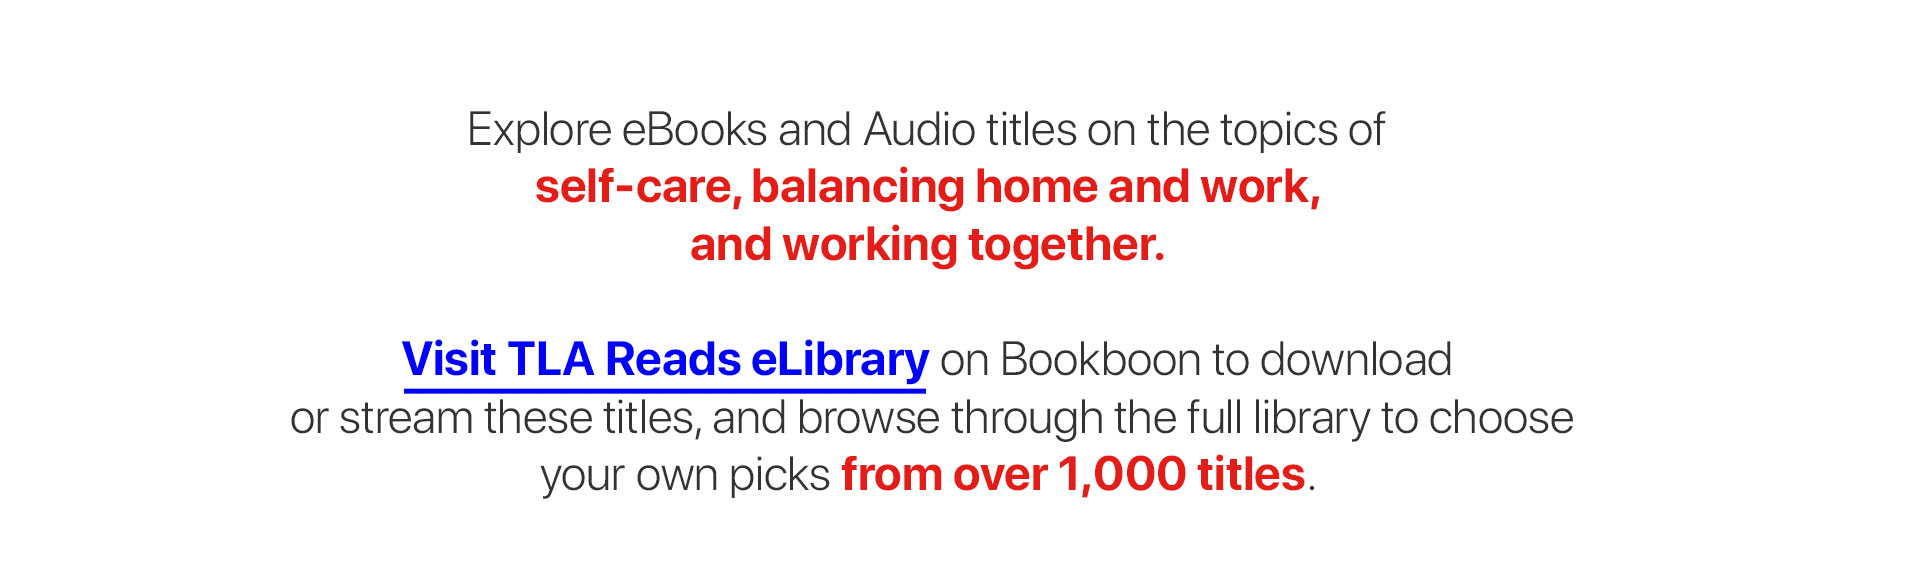 Explore eBooks and Audio titles on the topics of
self-care, balancing home and work,
and working together.
Visit TLA Reads eLibrary on Bookboon to download
or stream these titles, and browse through the full library to choose
your own picks from over 1,000 titles.